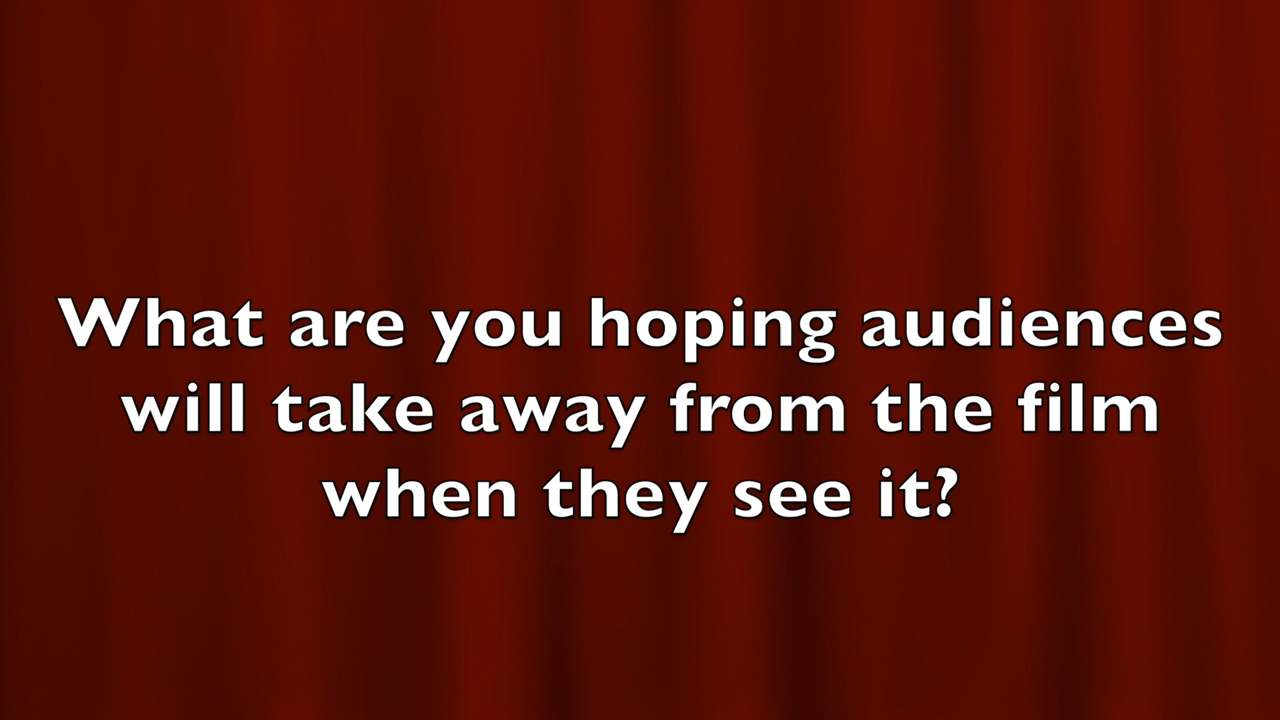 What are you hoping audiences
will take away from the film
when they see it?